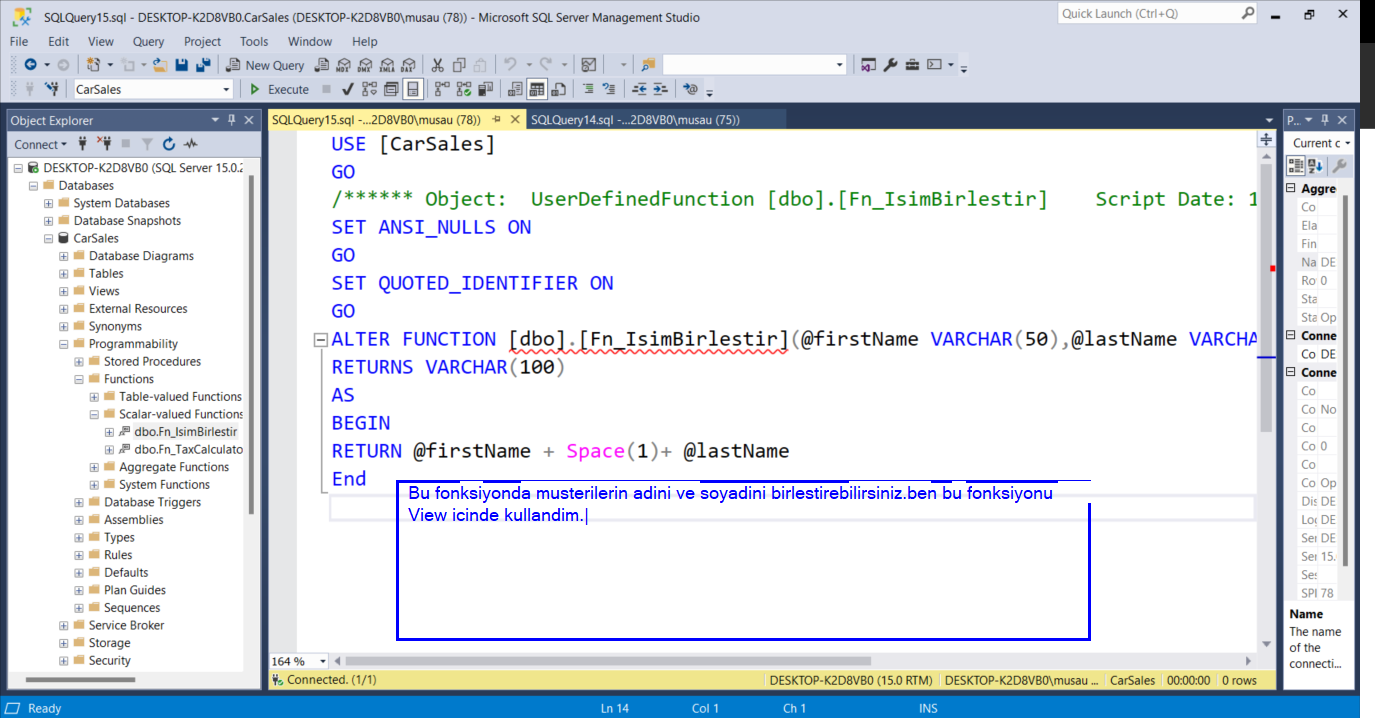 SQLQuery15.sql - DESKTOP-K2D8VB0.CarSales (DESKTOP-K2D8VB0\musau (78)) - Microsoft SQL Server Management Studio
Quick Launch (Ctrl+Q)
File Edit View Query Project Tools Window Help
New Query MDX DMX XMLA DAX
CarSales Execute
Object Explorer
Connect
DESKTOP-K2D8VB0 (SQL Server 15.0.2
Databases
System Databases
Database Snapshots
CarSales
Database Diagrams
Tables
Views
External Resources
Synonyms
Programmability
Stored Procedures
Functions
Table-valued Functions
Scalar-valued Functions
dbo.Fn_IsimBirlestir
dbo.Fn_TaxCalculato
Aggregate Functions
System Functions
Database Triggers
Assemblies
Types
Rules
Defaults
Plan Guides
Sequences
Service Broker
Storage
Security
SQLQuery15.sql -...2D8VB0\musau (78)) SQLQuery14.sql -...2D8VB0\musau (75))
USE [CarSales]
GO
/****** Object:  UserDefinedFunction [dbo].[Fn_IsimBirlestir]    Script Date: 1
SET ANSI_NULLS ON
GO
SET QUOTED_IDENTIFIER ON
GO
ALTER FUNCTION [dbo].[Fn_IsimBirlestir](@firstName VARCHAR(50),@lastName VARCHA
RETURNS VARCHAR(100)
AS
BEGIN
RETURN @firstName + Space(1)+ @lastName
End
Bu fonksiyonda musterilerin adini ve soyadini birlestirebilirsiniz.ben bu fonksiyonu
View icinde kullandim.
164 %
Connected. (1/1) DESKTOP-K2D8VB0 (15.0 RTM) DESKTOP-K2D8VB0\musau ... CarSales 00:00:00 0 rows
P...
Current c
Aggre
Co
Ela
Fin
Na DE
Ro 0
Sta
Sta Op
Conne
Co DE
Conne
Co
Co No
Co
Co 0
Co
Co Op
Dis DE
Log DE
Ser DE
Ser 15.
Ses
SPI 78
Name
The name
of the
connecti...
Ready Ln 14 Col 1 Ch 1 INS